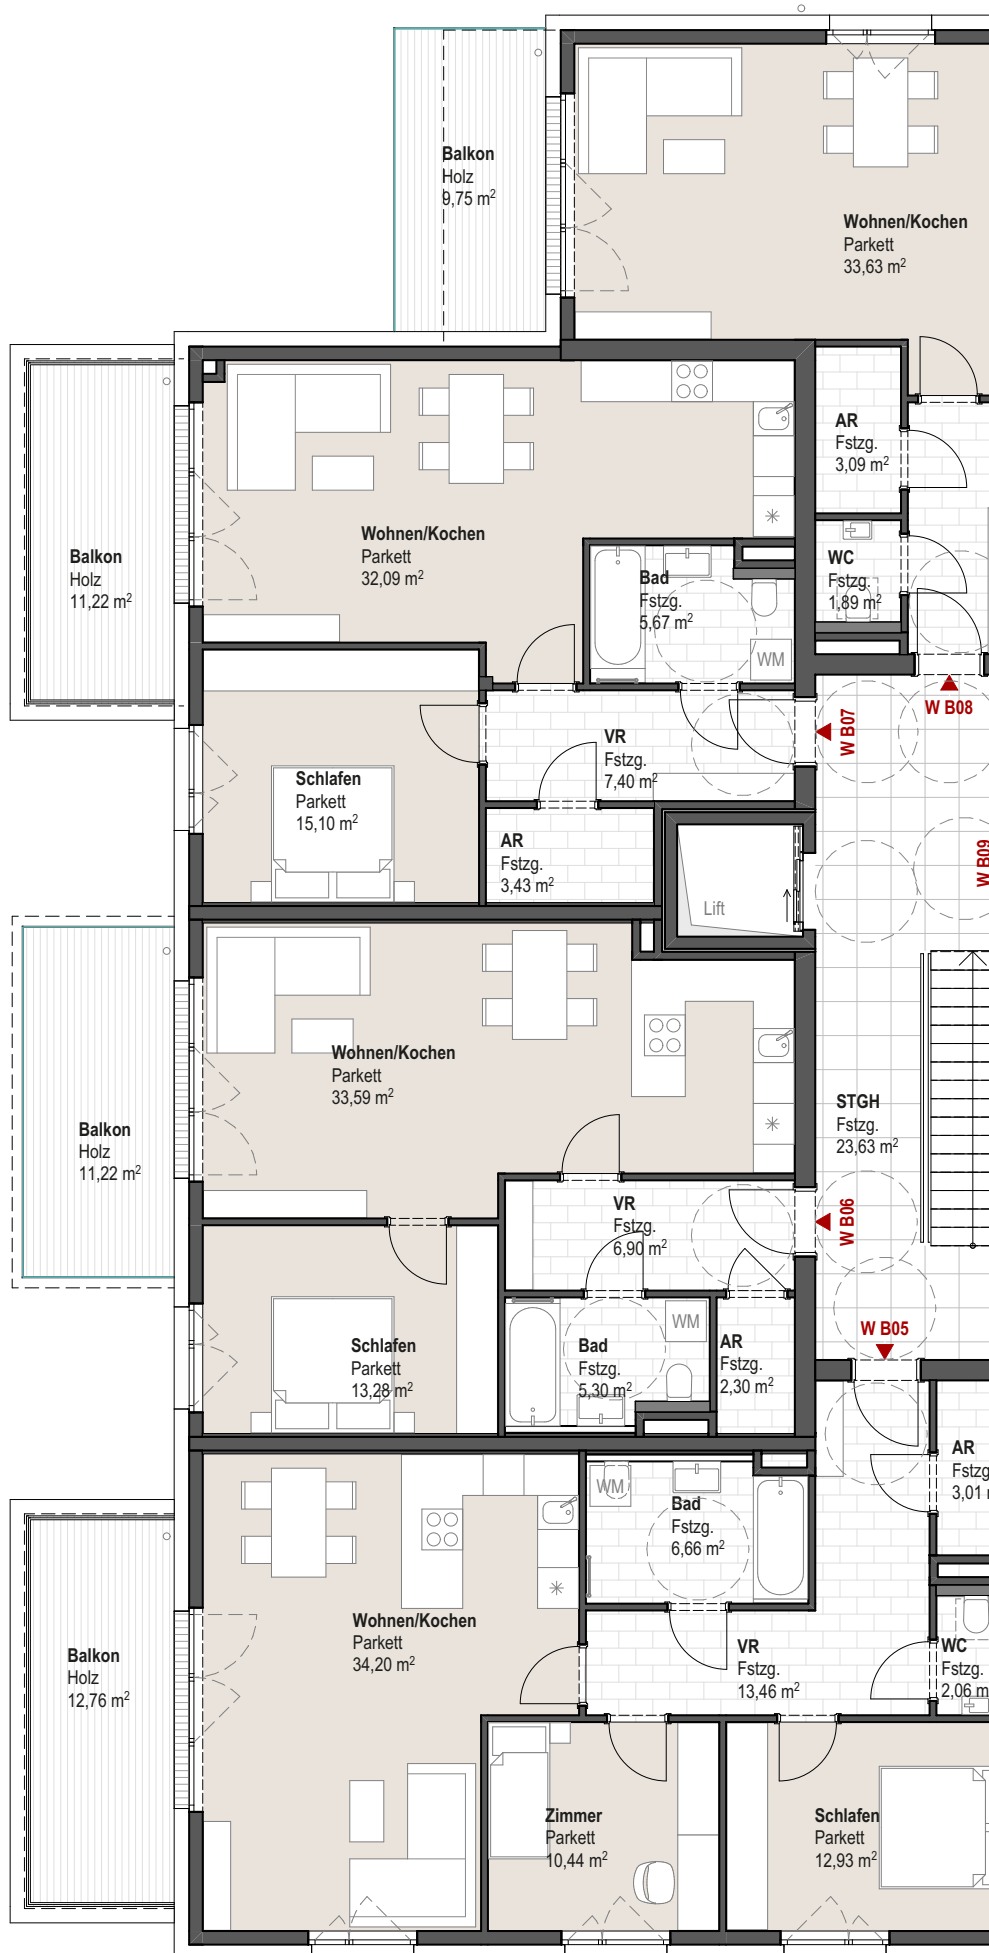 Balkon
Holz
9,75 m²
Wohnen/Kochen
Parkett
33,63 m²
AR
Fstzg.
3,09 m²
WC
Fstzg.
1,89 m²
Balkon
Holz
11,22 m²
Wohnen/Kochen
Parkett
32,09 m²
Bad
Fstzg.
5,67 m²
WM
W B08
W B07
VR
Fstzg.
7,40 m²
Schlafen
Parkett
15,10 m²
AR
Fstzg.
3,43 m²
Lift
W B09
Wohnen/Kochen
Parkett
33,59 m²
Balkon
Holz
11,22 m²
STGH
Fstzg.
23,63 m²
VR
Fstzg.
6,90 m²
W B06
Schlafen
Parkett
13,28 m²
Bad
Fstzg.
5,30 m²
WM
AR
Fstzg.
2,30 m²
W B05
AR
Fstzg
3,01
WM
Bad
Fstzg.
6,66 m²
Wohnen/Kochen
Parkett
34,20 m²
Balkon
Holz
12,76 m²
VR
Fstzg.
13,46 m²
WC
Fstzg.
2,06 m
Zimmer
Parkett
10,44 m²
Schlafen
Parkett
12,93 m²